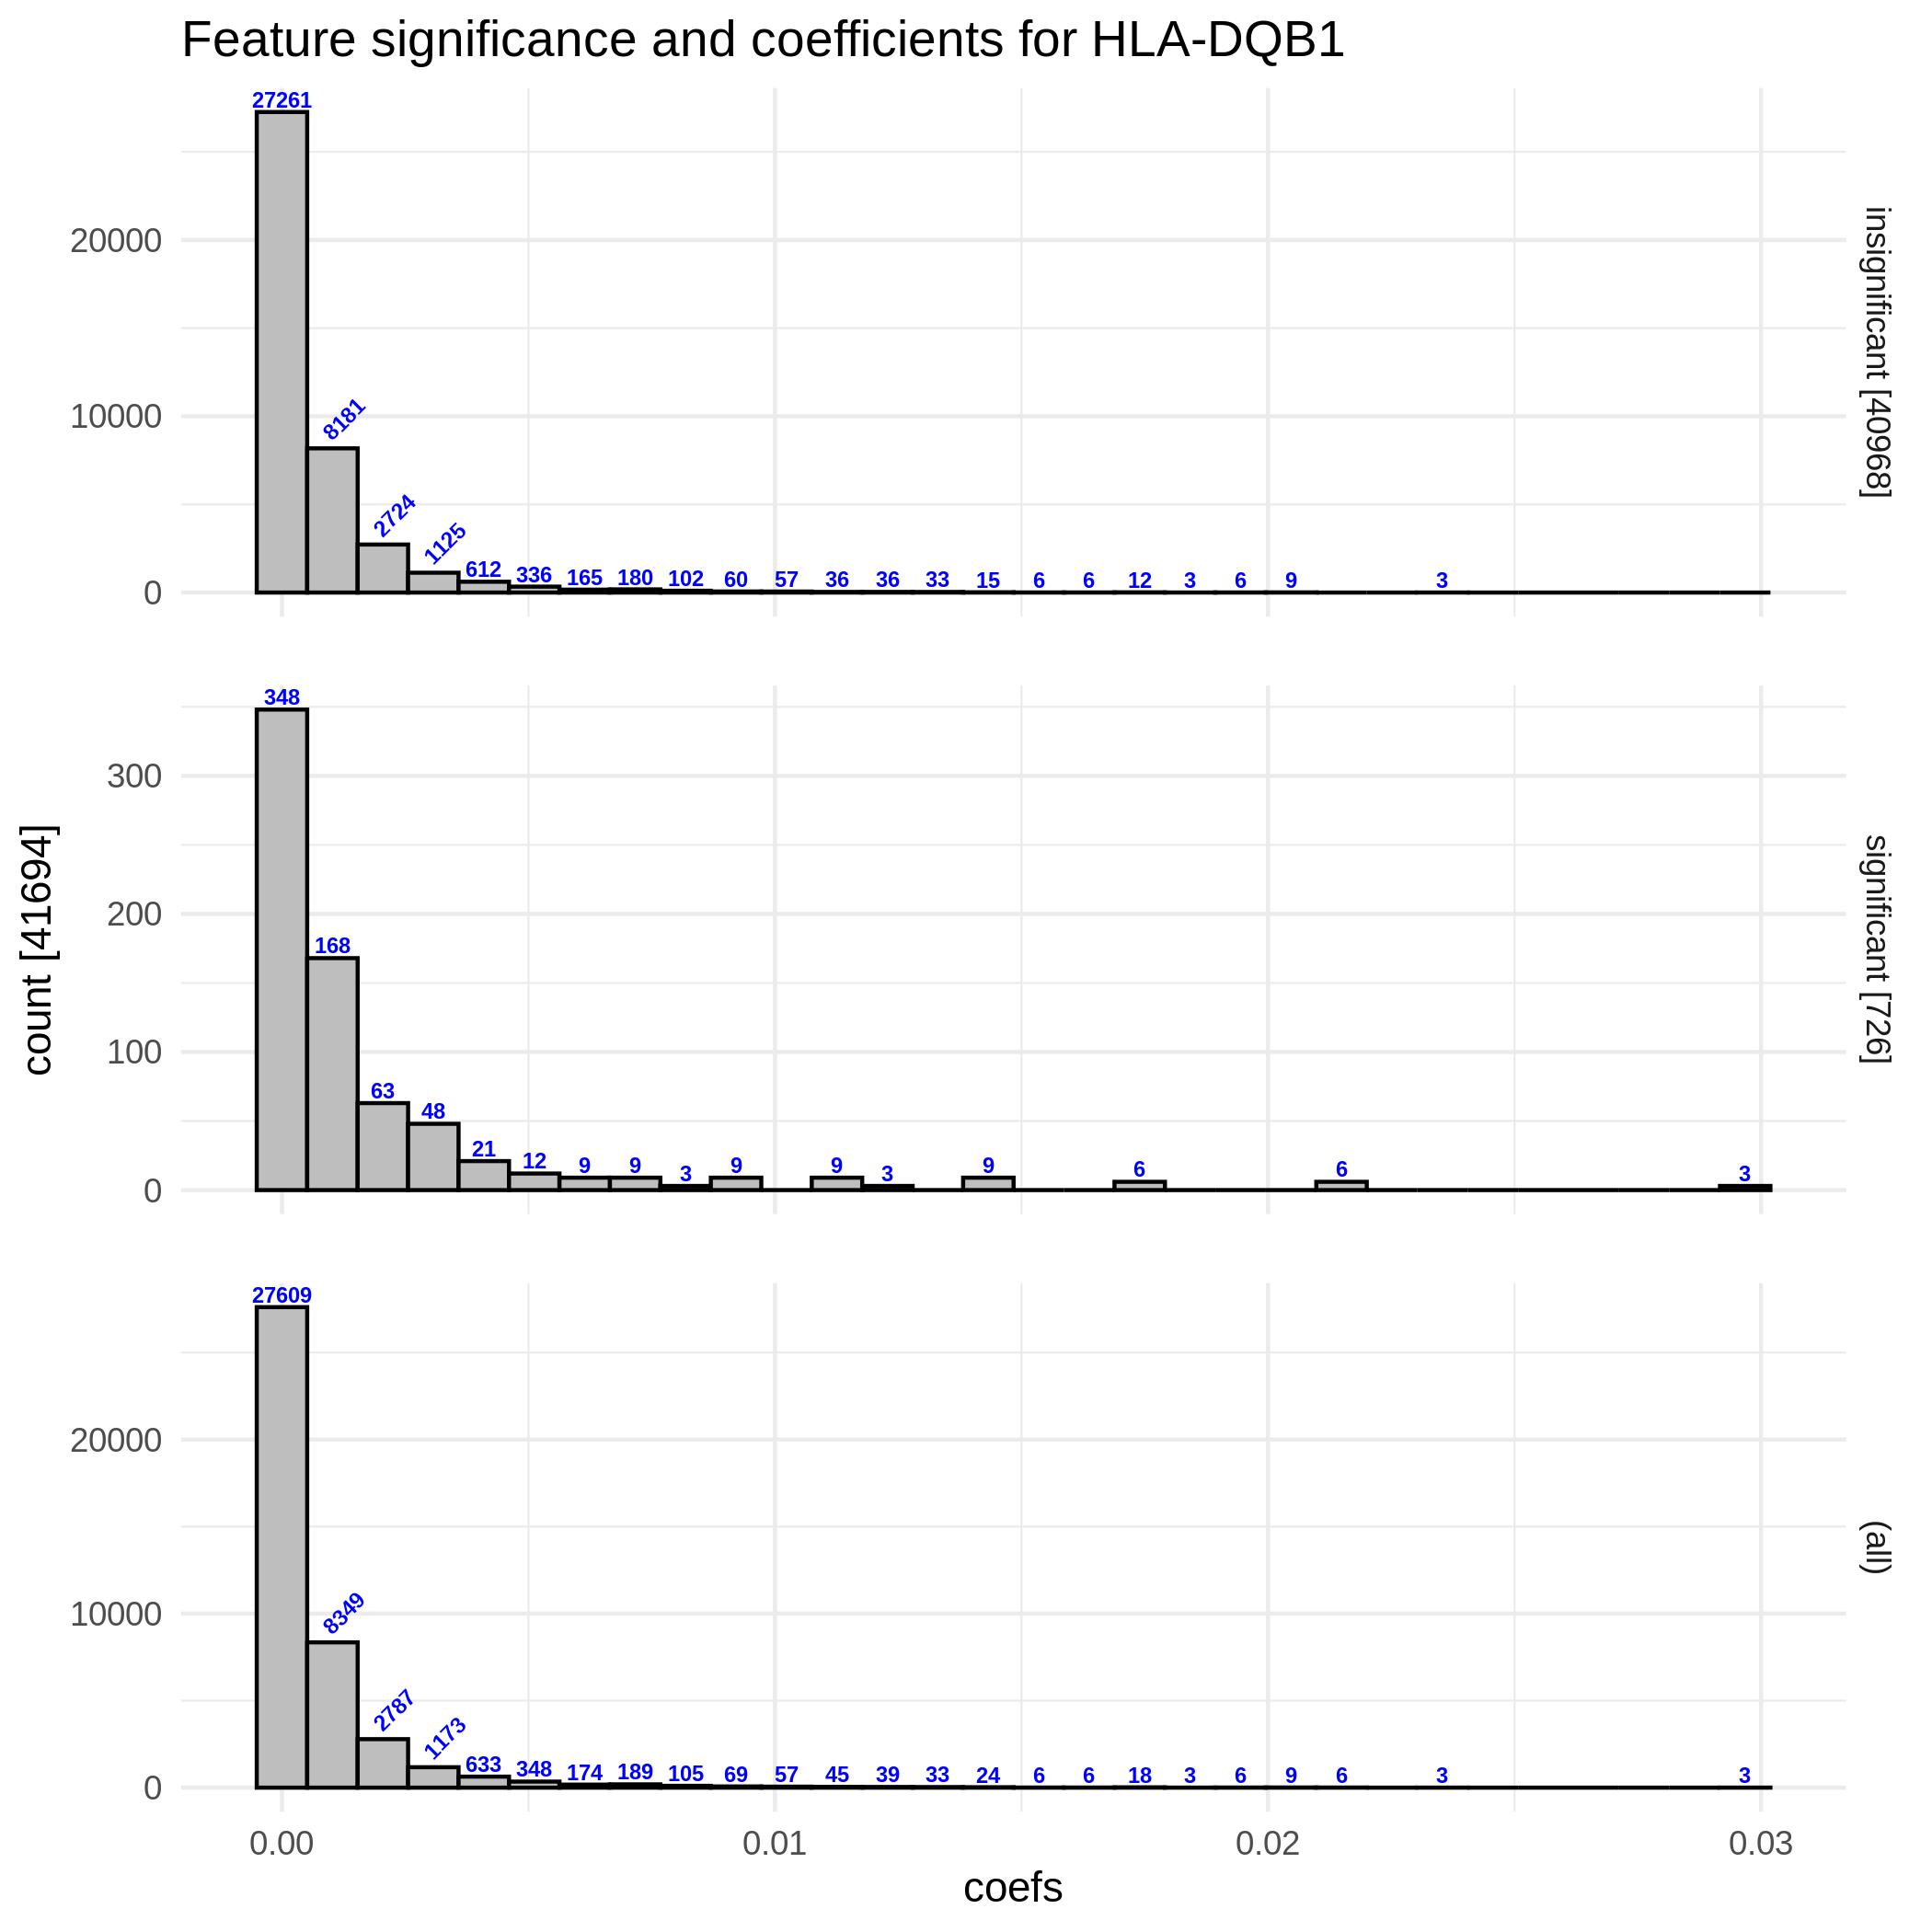 Feature significance and coefficients for HLA-DQB1
27261
8181
2724
1125
612 336 165 180 102 60 57 36 36 33 15 6 6 12 3 6 9 3
20000
10000
0
insignificant [40968]
348
168
63
48
21
12 9 9 3 9 9 3 9 6 6 3
300
200
100
0
significant [726]
count [41694]
27609
8349
2787
1173
633 348 174 189 105 69 57 45 39 33 24 6 6 18 3 6 9 6 3 3
20000
10000
0
(all)
0.00 0.01 0.02 0.03
coefs